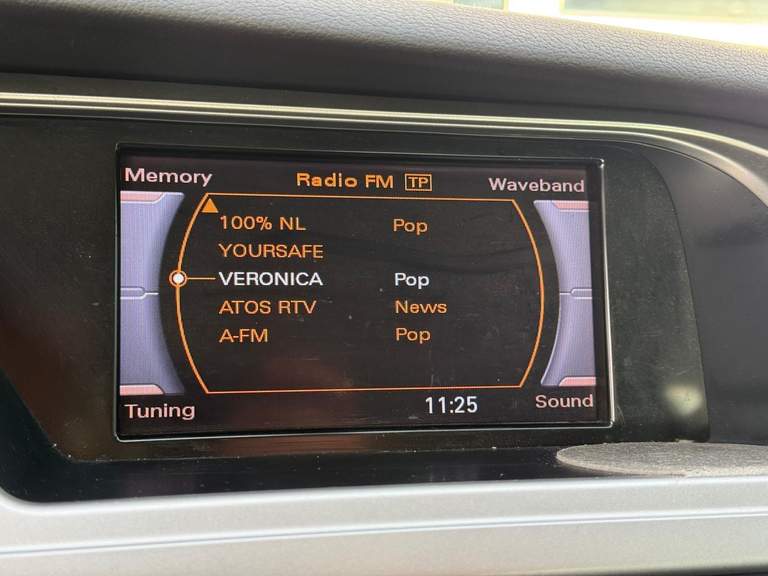 Memory Radio FM TP Waveband
100% NL Pop
YOURSAFE
VERONICA Pop
ATOS RTV News
A-FM Pop
Tuning 11:25 Sound